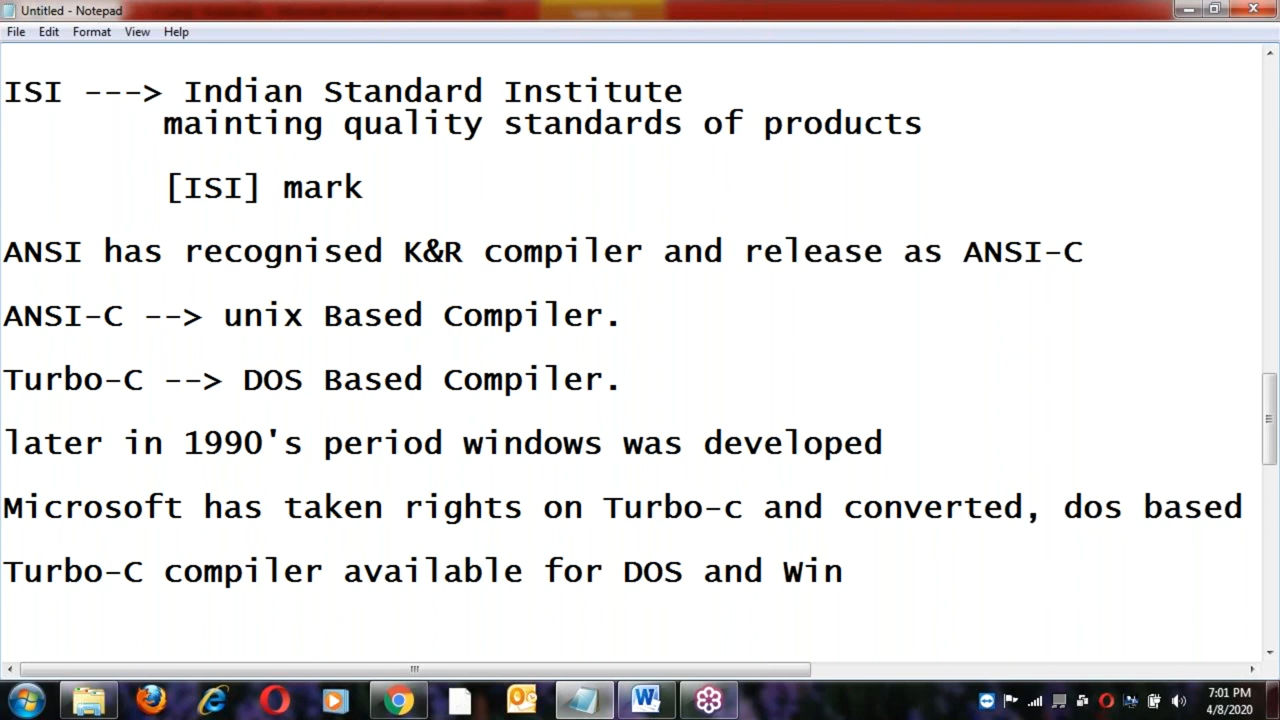 Untitled - Notepad
File Edit Format View Help
ISI ---> Indian Standard Institute
mainting quality standards of products
[ISI] mark
ANSI has recognised K&R compiler and release as ANSI-C
ANSI-C --> unix Based Compiler.
Turbo-C --> DOS Based Compiler.
later in 1990's period windows was developed
Microsoft has taken rights on Turbo-c and converted, dos based
Turbo-C compiler available for DOS and Win
7:01 PM
4/8/2020